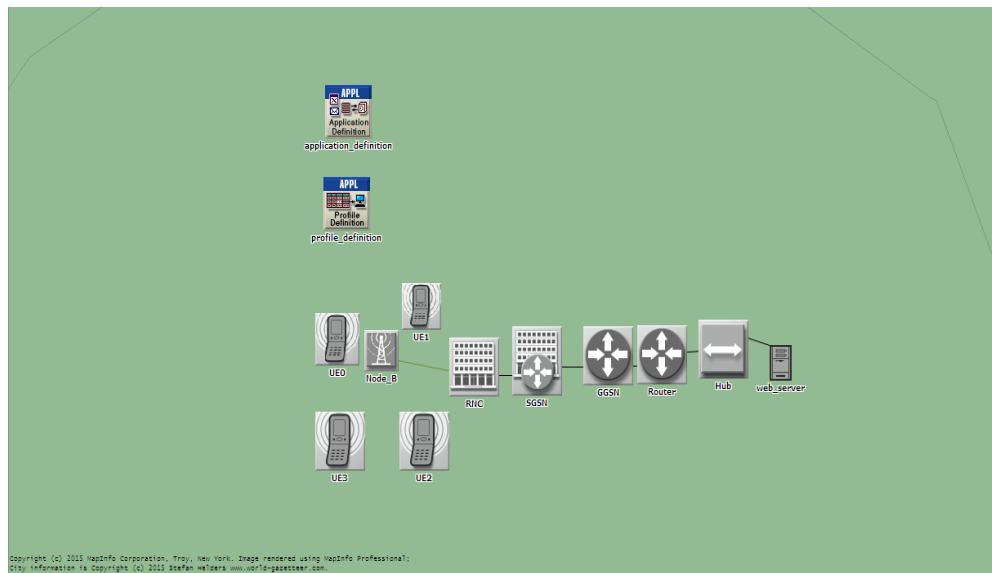 APPL
Application
Definition
application_definition
APPL
Profile
Definition
profile_definition
UE1
UE0
Node_B
RNC
SGSN
GGSN
Router
Hub
web_server
UE3
UE2
Copyright (c) 2015 MapInfo Corporation, Troy, New York. Image rendered using MapInfo Professional;
City information is Copyright (c) 2015 Stefan Helders www.world-gazetteer.com.